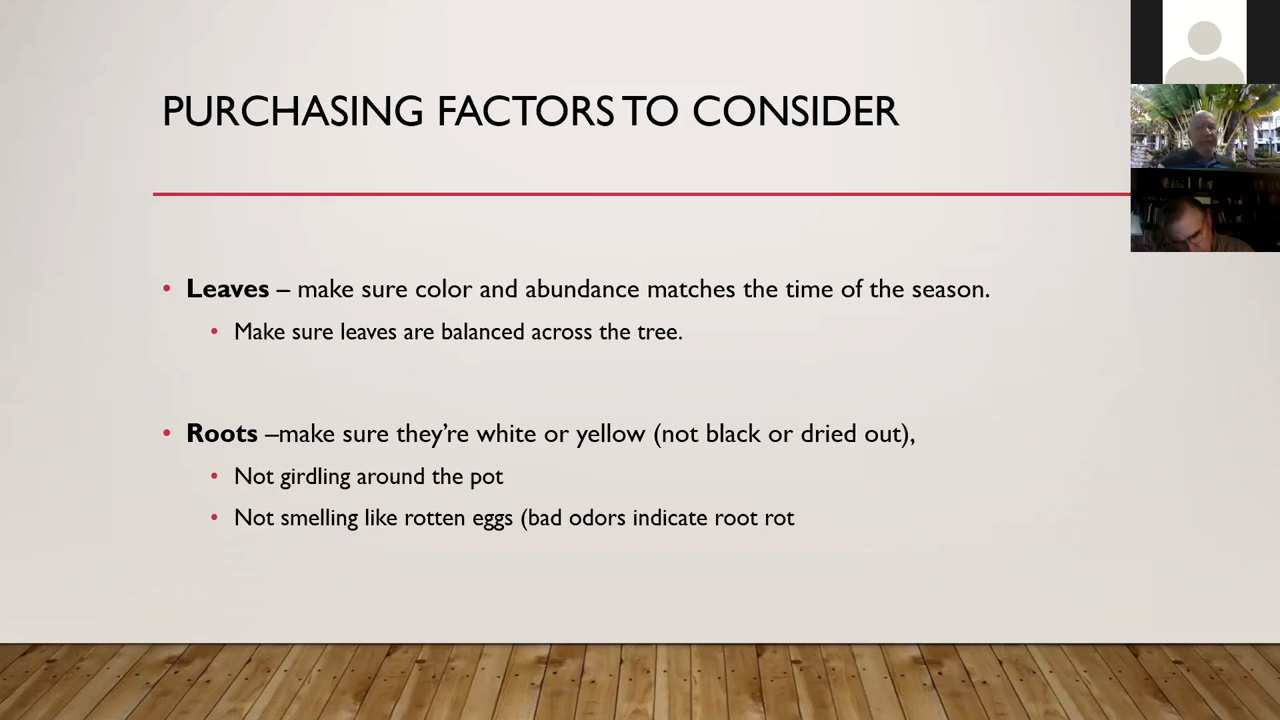 PURCHASING FACTORS TO CONSIDER
• Leaves – make sure color and abundance matches the time of the season.
• Make sure leaves are balanced across the tree.
• Roots –make sure they're white or yellow (not black or dried out),
• Not girdling around the pot
• Not smelling like rotten eggs (bad odors indicate root rot